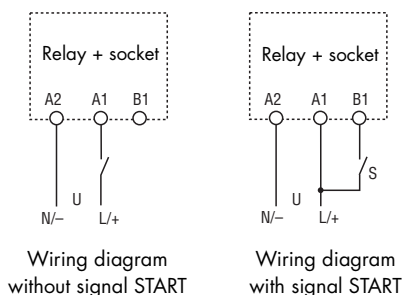 Relay + socket
A2 A1 B1
U
N/– L/+
Wiring diagram
without signal START
Relay + socket
A2 A1 B1
S
U
N/– L/+
Wiring diagram
with signal START